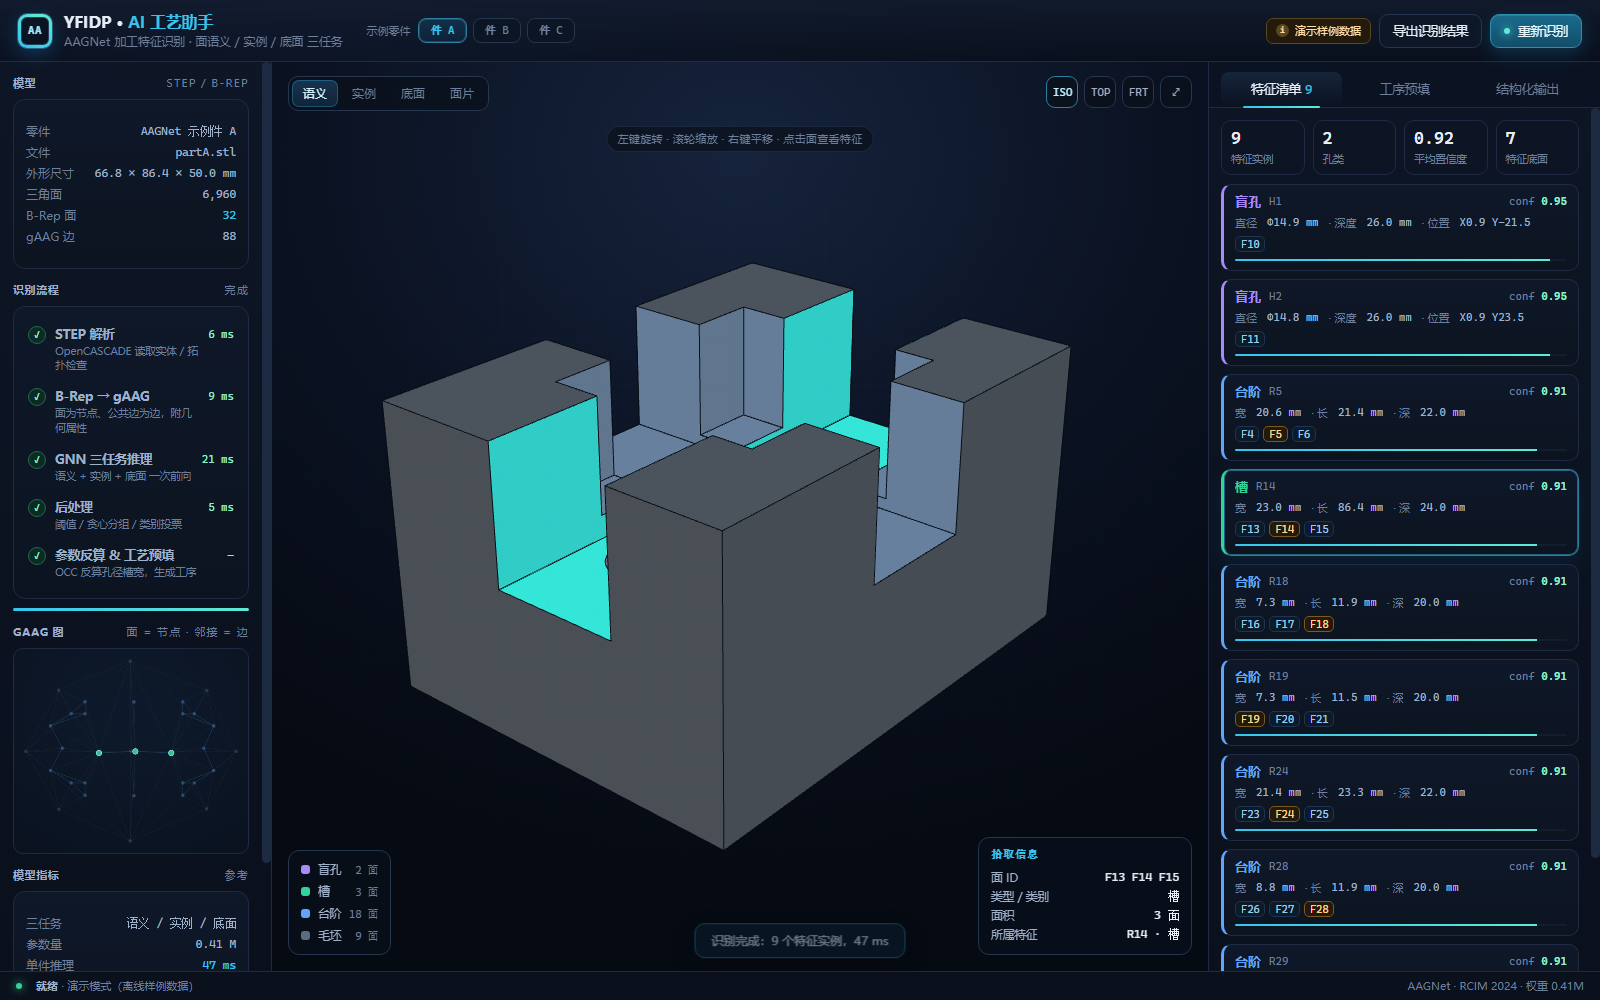 AA
YFIDP • AI 工艺助手
AAGNet 加工特征识别 · 面语义 / 实例 / 底面 三任务
示例零件 件 A 件 B 件 C
演示样例数据 导出识别结果 重新识别
模型 STEP / B-REP
零件 AAGNet 示例件 A
文件 partA.stl
外形尺寸 66.8 × 86.4 × 50.0 mm
三角面 6,960
B-Rep 面 32
gAAG 边 88
识别流程 完成
STEP 解析 6 ms
OpenCASCADE 读取实体 / 拓
扑检查
B-Rep → gAAG 9 ms
面为节点、公共边为边，附几
何属性
GNN 三任务推理 21 ms
语义 + 实例 + 底面 一次前向
后处理 5 ms
阈值 / 贪心分组 / 类别投票
参数反算 & 工艺预填 –
OCC 反算孔径槽宽，生成工序
GAAG 图 面 = 节点 · 邻接 = 边
模型指标 参考
三任务 语义 / 实例 / 底面
参数量 0.41 M
单件推理 47 ms
语义 实例 底面 面片
ISO TOP FRT ⤢
左键旋转 · 滚轮缩放 · 右键平移 · 点击面查看特征
盲孔 2 面
槽 3 面
台阶 18 面
毛坯 9 面
识别完成：9 个特征实例，47 ms
拾取信息
面 ID F13 F14 F15
类型 / 类别 槽
面积 3 面
所属特征 R14 · 槽
特征清单 9 工序预填 结构化输出
9 2 0.92 7
特征实例 孔类 平均置信度 特征底面
盲孔 H1 conf 0.95
直径 Φ14.9 mm · 深度 26.0 mm · 位置 X0.9 Y−21.5
F10
盲孔 H2 conf 0.95
直径 Φ14.8 mm · 深度 26.0 mm · 位置 X0.9 Y23.5
F11
台阶 R5 conf 0.91
宽 20.6 mm · 长 21.4 mm · 深 22.0 mm
F4 F5 F6
槽 R14 conf 0.91
宽 23.0 mm · 长 86.4 mm · 深 24.0 mm
F13 F14 F15
台阶 R18 conf 0.91
宽 7.3 mm · 长 11.9 mm · 深 20.0 mm
F16 F17 F18
台阶 R19 conf 0.91
宽 7.3 mm · 长 11.5 mm · 深 20.0 mm
F19 F20 F21
台阶 R24 conf 0.91
宽 21.4 mm · 长 23.3 mm · 深 22.0 mm
F23 F24 F25
台阶 R28 conf 0.91
宽 8.8 mm · 长 11.9 mm · 深 20.0 mm
F26 F27 F28
台阶 R29 conf 0.91
就绪 · 演示模式（离线样例数据） AAGNet · RCIM 2024 · 权重 0.41M